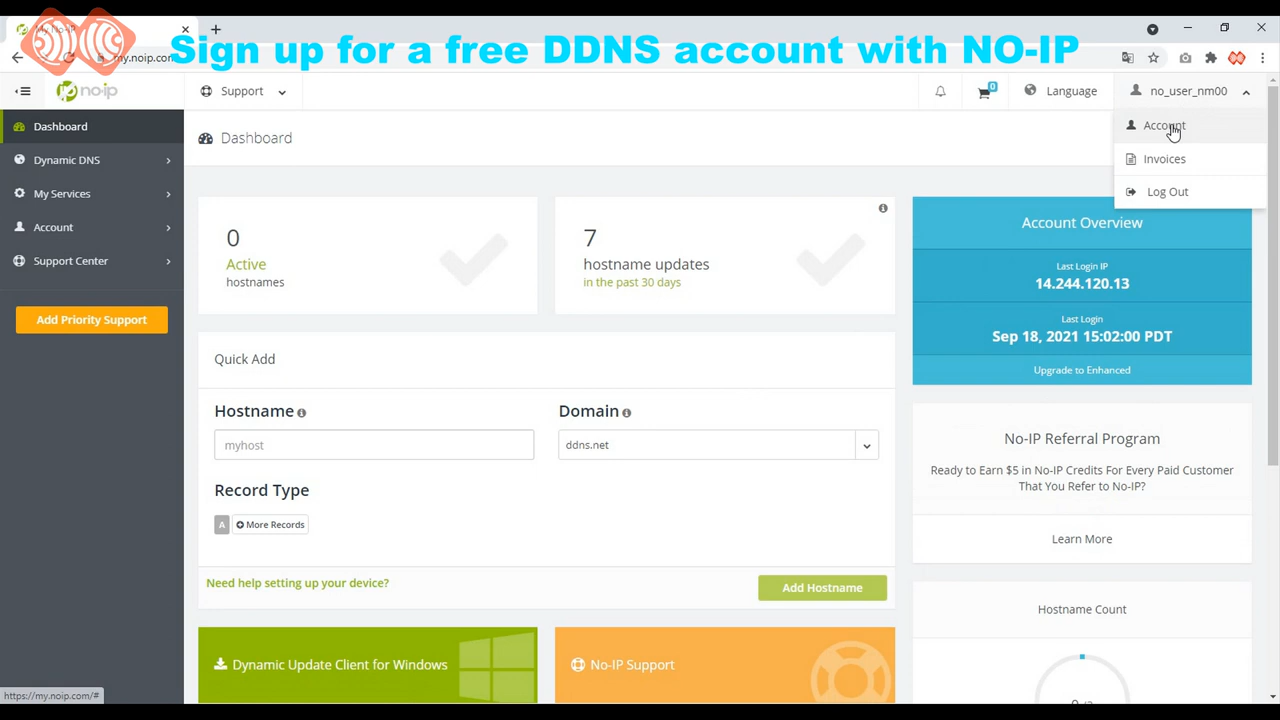 My No-IP
Sign up for a free DDNS account with NO-IP
my.noip.com
no-ip
Support
0
Language
no_user_nm00
Dashboard
Dynamic DNS
My Services
Account
Support Center
Add Priority Support
Dashboard
Account
Invoices
Log Out
0
Active
hostnames
7
hostname updates
in the past 30 days
Account Overview
Last Login IP
14.244.120.13
Last Login
Sep 18, 2021 15:02:00 PDT
Upgrade to Enhanced
Quick Add
Hostname
myhost
Domain
ddns.net
Record Type
A
More Records
Need help setting up your device?
Add Hostname
No-IP Referral Program
Ready to Earn $5 in No-IP Credits For Every Paid Customer
That You Refer to No-IP?
Learn More
Hostname Count
Dynamic Update Client for Windows
No-IP Support
https://my.noip.com/#